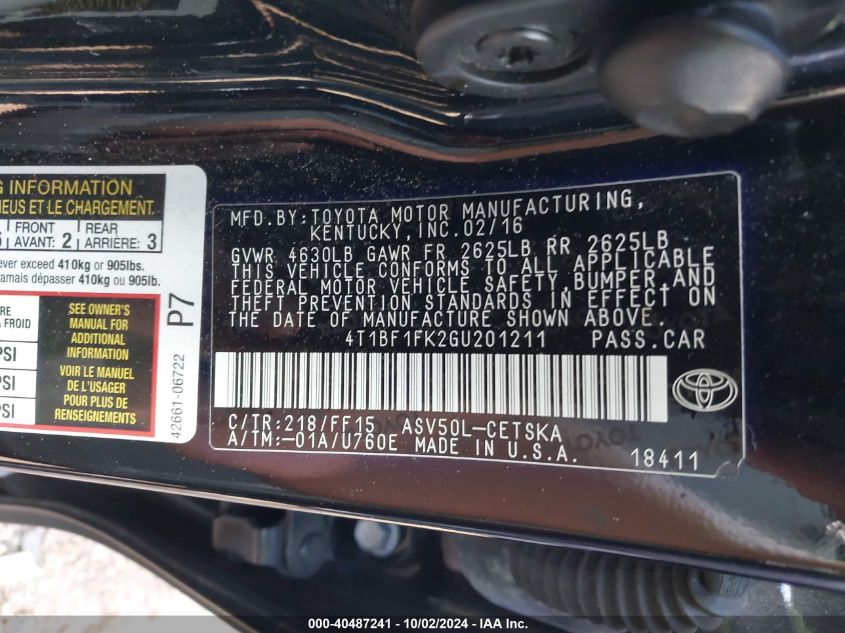 G INFORMATION
NEUS ET LE CHARGEMENT
FRONT
AVANT: 2
REAR
ARRIÈRE: 3
never exceed 410kg or 905lbs.
jamais dépasser 410kg ou 905lb.
SEE OWNER'S
MANUAL FOR
ADDITIONAL
INFORMATION
VOIR LE MANUEL
DE L'USAGER
POUR PLUS DE
RENSEIGNEMENTS
RE
A FROID
PSI
PSI
PSI
P7
42661-06722
MFD.BY:TOYOTA MOTOR MANUFACTURING,
KENTUCKY,INC.02/16
GVWR 4630LB GAWR FR 2625LB RR 2625LB
THIS VEHICLE CONFORMS TO ALL APPLICABLE
FEDERAL MOTOR VEHICLE SAFETY,BUMPER,AND
THEFT PREVENTION STANDARDS IN EFFECT ON
THE DATE OF MANUFACTURE SHOWN ABOVE.
4T1BF1FK2GU201211 PASS.CAR
C/TR:218/FF15 ASV50L-CETSKA
A/TM:-01A/U760E MADE IN U.S.A.
18411
TOYOTA
000-40487241 - 10/02/2024 - IAA Inc.